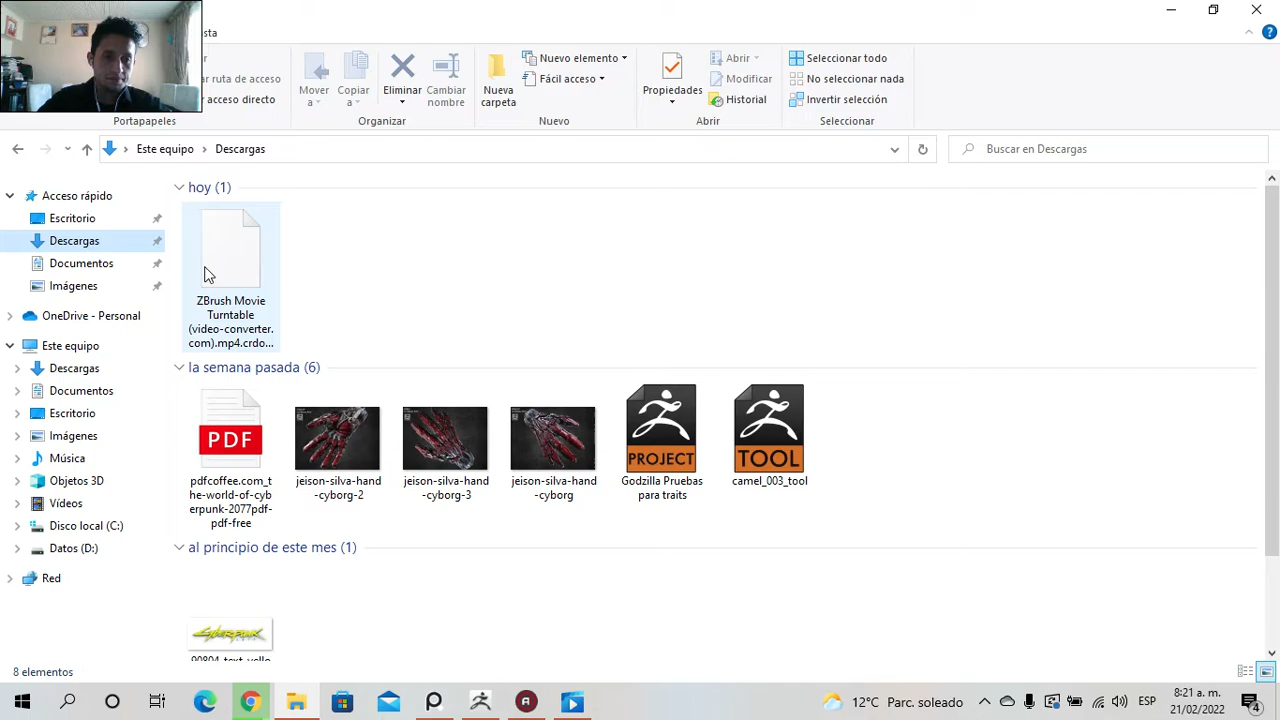 sta
r
Nuevo elemento
Abrir
Seleccionar todo
ar ruta de acceso
Fácil acceso
Modificar
No seleccionar nada
Mover a
Copiar a
Eliminar
Cambiar nombre
Nueva carpeta
Propiedades
r acceso directo
Historial
Invertir selección
Portapapeles
Organizar
Nuevo
Abrir
Seleccionar
Este equipo > Descargas
Buscar en Descargas
Acceso rápido
Escritorio
Descargas
Documentos
Imágenes
OneDrive - Personal
Este equipo
Descargas
Documentos
Escritorio
Imágenes
Música
Objetos 3D
Vídeos
Disco local (C:)
Datos (D:)
Red
hoy (1)
ZBrush Movie
Turntable
(video-converter.
com).mp4.crdo...
la semana pasada (6)
PDF
PROJECT
TOOL
pdfcoffee.com_t
he-world-of-cyb
erpunk-2077pdf-
pdf-free
jeison-silva-hand
-cyborg-2
jeison-silva-hand
-cyborg-3
jeison-silva-hand
-cyborg
Godzilla Pruebas
para traits
camel_003_tool
al principio de este mes (1)
Cyberpunk
8 elementos
12°C Parc. soleado
ESP
8:21 a. m.
21/02/2022
4